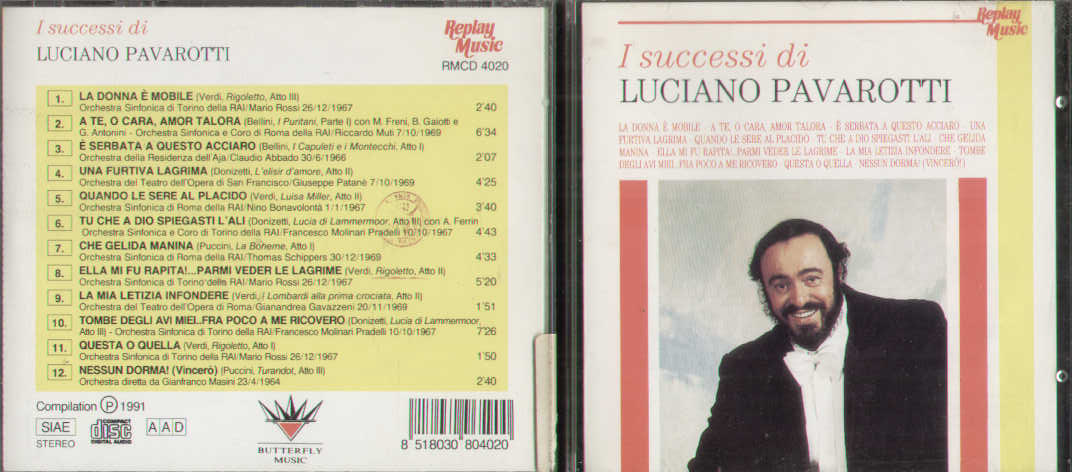 I successi di
LUCIANO PAVAROTTI
Replay
Music
RMCD 4020
1. LA DONNA È MOBILE (Verdi, Rigoletto, Atto III)
Orchestra Sinfonica di Torino della RAI/Mario Rossi 26/12/1967 2'40
2. A TE, O CARA, AMOR TALORA (Bellini, I Puritani, Parte I) con M. Freni, B. Gaiotti e
G. Antonini - Orchestra Sinfonica e Coro di Roma della RAI/Riccardo Muti 7/10/1969 6'34
3. È SERBATA A QUESTO ACCIARO (Bellini, I Capuleti e i Montecchi, Atto I)
Orchestra della Residenza dell'Aja/Claudio Abbado 30/6/1966 2'07
4. UNA FURTIVA LAGRIMA (Donizetti, L'elisir d'amore, Atto II)
Orchestra del Teatro dell'Opera di San Francisco/Giuseppe Patanè 7/10/1969 4'25
5. QUANDO LE SERE AL PLACIDO (Verdi, Luisa Miller, Atto II)
Orchestra Sinfonica di Roma della RAI/Nino Bonavolontà 1/1/1967 3'40
6. TU CHE A DIO SPIEGASTI L'ALI (Donizetti, Lucia di Lammermoor, Atto III) con A. Ferrin
Orchestra Sinfonica e Coro di Torino della RAI/Francesco Molinari Pradelli 10/10/1967 4'43
7. CHE GELIDA MANINA (Puccini, La Bohème, Atto I)
Orchestra Sinfonica di Roma della RAI/Thomas Schippers 30/12/1969 4'33
8. ELLA MI FU RAPITA!...PARMI VEDER LE LAGRIME (Verdi, Rigoletto, Atto II)
Orchestra Sinfonica di Torino della RAI/Mario Rossi 26/12/1967 5'20
9. LA MIA LETIZIA INFONDERE (Verdi, I Lombardi alla prima crociata, Atto II)
Orchestra del Teatro dell'Opera di Roma/Gianandrea Gavazzeni 20/11/1969 1'51
10. TOMBE DEGLI AVI MIEI..FRA POCO A ME RICOVERO (Donizetti, Lucia di Lammermoor,
Atto III) - Orchestra Sinfonica di Torino della RAI/Francesco Molinari Pradelli 10/10/1967 7'26
11. QUESTA O QUELLA (Verdi, Rigoletto, Atto I)
Orchestra Sinfonica di Torino della RAI/Mario Rossi 26/12/1967 1'50
12. NESSUN DORMA! (Vincerò) (Puccini, Turandot, Atto III)
Orchestra diretta da Gianfranco Masini 23/4/1964 2'40
Compilation Ⓟ 1991
SIAE
STEREO
COMPACT
disc
DIGITAL AUDIO
AAD
BUTTERFLY
MUSIC
8 518030 804020
Replay
Music
I successi di
LUCIANO PAVAROTTI
LA DONNA È MOBILE - A TE, O CARA, AMOR TALORA - È SERBATA A QUESTO ACCIARO - UNA
FURTIVA LAGRIMA - QUANDO LE SERE AL PLACIDO - TU CHE A DIO SPIEGASTI L'ALI - CHE GELIDA
MANINA - ELLA MI FU RAPITA!..PARMI VEDER LE LAGRIME - LA MIA LETIZIA INFONDERE - TOMBE
DEGLI AVI MIEI..FRA POCO A ME RICOVERO - QUESTA O QUELLA - NESSUN DORMA! (VINCERÒ!)